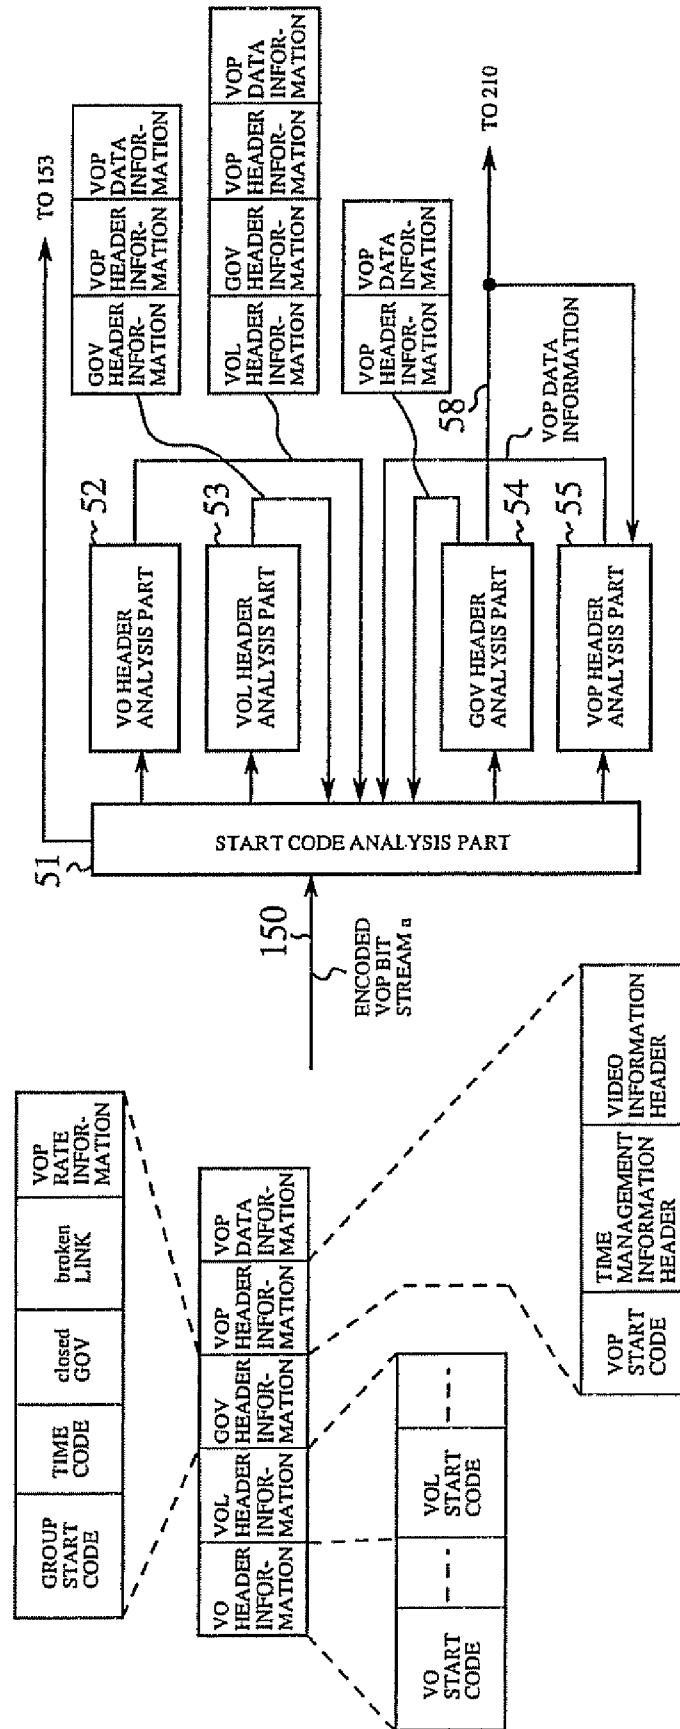 GROUP
START
CODE
TIME
CODE
closed
GOV
broken
LINK
VOP
RATE
INFOR-
MATION
VO
HEADER
INFOR-
MATION
VOL
HEADER
INFOR-
MATION
GOV
HEADER
INFOR-
MATION
VOP
HEADER
INFOR-
MATION
VOP
DATA
INFOR-
MATION
VO
START
CODE
VOL
START
CODE
VOP
START
CODE
TIME
MANAGEMENT
INFORMATION
HEADER
VIDEO
INFORMATION
HEADER
150
ENCODED
VOP BIT
STREAM a
51
START CODE ANALYSIS PART
TO 153
52
VO HEADER
ANALYSIS PART
53
VOL HEADER
ANALYSIS PART
54
GOV HEADER
ANALYSIS PART
55
VOP HEADER
ANALYSIS PART
GOV
HEADER
INFOR-
MATION
VOP
HEADER
INFOR-
MATION
VOP
DATA
INFOR-
MATION
VOL
HEADER
INFOR-
MATION
GOV
HEADER
INFOR-
MATION
VOP
HEADER
INFOR-
MATION
VOP
DATA
INFOR-
MATION
VOP
HEADER
INFOR-
MATION
VOP
DATA
INFOR-
MATION
58
TO 210
VOP DATA
INFORMATION